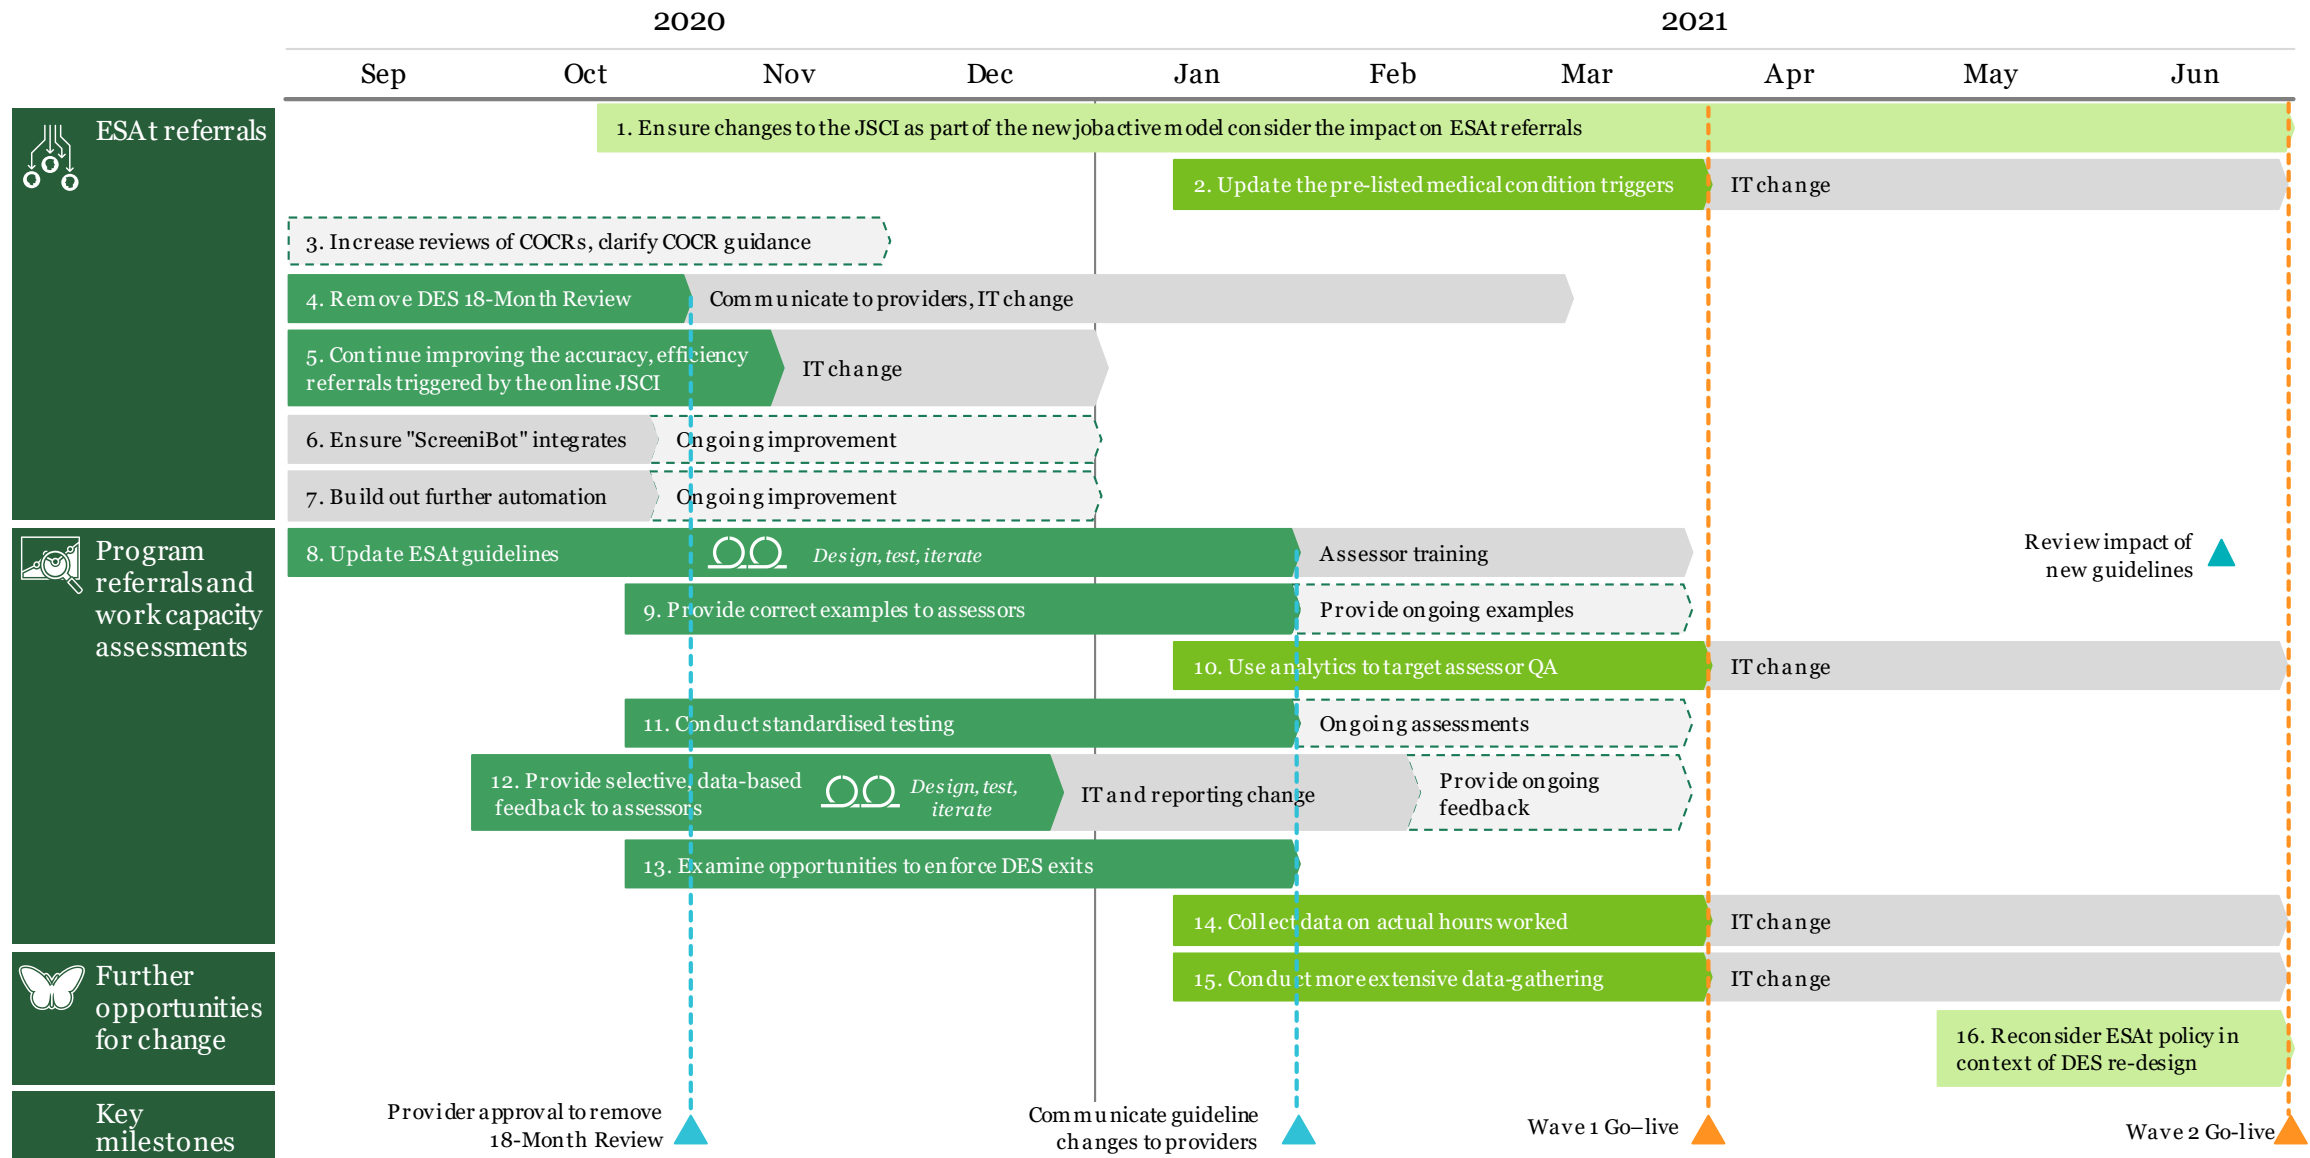 2020
2021
Sep
Oct
Nov
Dec
Jan
Feb
Mar
Apr
May
Jun
ESAt referrals
1. Ensure changes to the JSCI as part of the new jobactive model consider the impact on ESAt referrals
2. Update the pre-listed medical condition triggers
IT change
3. Increase reviews of COCRs, clarify COCR guidance
4. Remove DES 18-Month Review
Communicate to providers, IT change
5. Continue improving the accuracy, efficiency
referrals triggered by the online JSCI
IT change
6. Ensure "ScreeniBot" integrates
Ongoing improvement
7. Build out further automation
Ongoing improvement
Program
referrals and
work capacity
assessments
8. Update ESAt guidelines
Design, test, iterate
Assessor training
Review impact of
new guidelines
9. Provide correct examples to assessors
Provide ongoing examples
10. Use analytics to target assessor QA
IT change
11. Conduct standardised testing
Ongoing assessments
12. Provide selective, data-based
feedback to assessors
Design, test,
iterate
IT and reporting change
Provide ongoing
feedback
13. Examine opportunities to enforce DES exits
14. Collect data on actual hours worked
IT change
Further
opportunities
for change
15. Conduct more extensive data-gathering
IT change
16. Reconsider ESAt policy in
context of DES re-design
Key
milestones
Provider approval to remove
18-Month Review
Communicate guideline
changes to providers
Wave 1 Go–live
Wave 2 Go-live